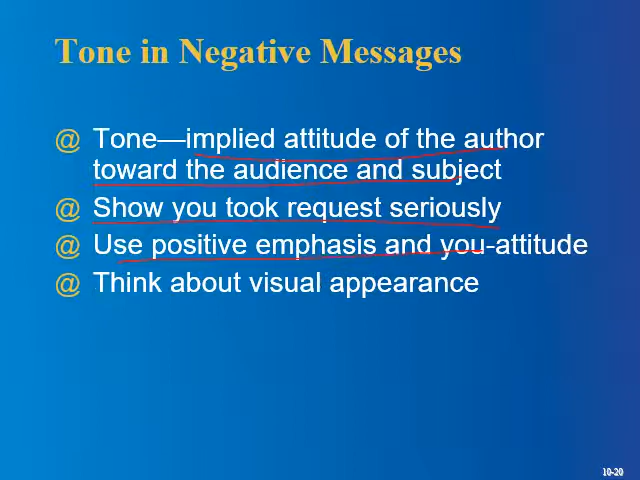 Tone in Negative Messages
@ Tone—implied attitude of the author
toward the audience and subject
@ Show you took request seriously
@ Use positive emphasis and you-attitude
@ Think about visual appearance
10-20